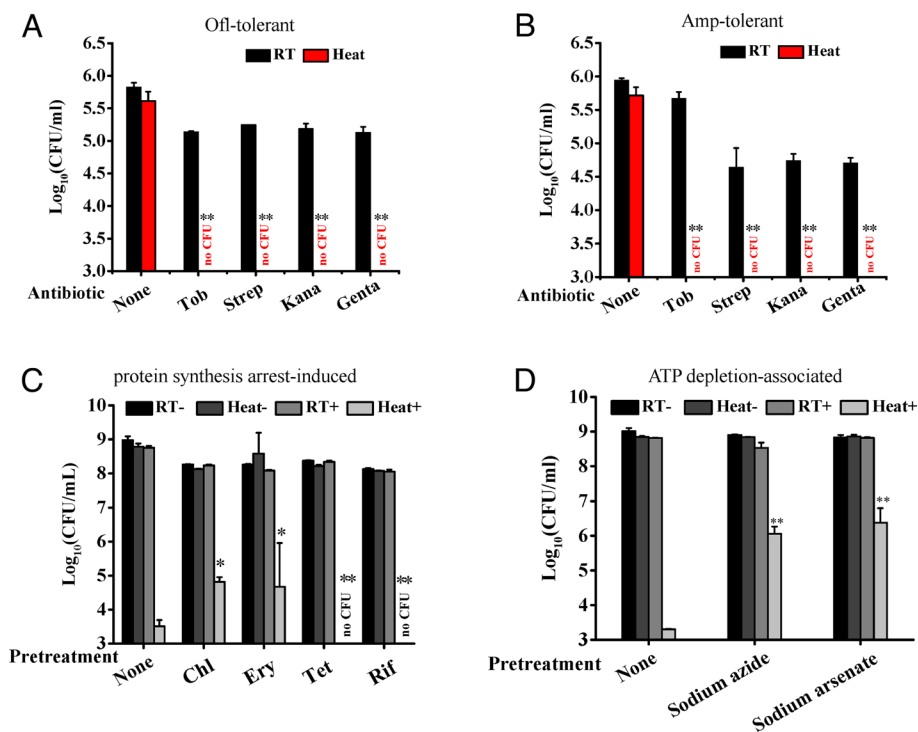 A
Ofl-tolerant
RT Heat
Log10(CFU/ml)
6.5
6.0
5.5
5.0
4.5
4.0
3.5
3.0
** ** ** **
no CFU no CFU no CFU no CFU
Antibiotic None Tob Strep Kana Genta
B
Amp-tolerant
RT Heat
Log10(CFU/ml)
6.5
6.0
5.5
5.0
4.5
4.0
3.5
3.0
** ** ** **
no CFU no CFU no CFU no CFU
Antibiotic None Tob Strep Kana Genta
C
protein synthesis arrest-induced
RT- Heat- RT+ Heat+
Log10(CFU/mL)
10
9
8
7
6
5
4
3
* *
no CFU no CFU
Pretreatment None Chl Ery Tet Rif
D
ATP depletion-associated
RT- Heat- RT+ Heat+
Log10(CFU/ml)
10
9
8
7
6
5
4
3
** **
Pretreatment None Sodium azide Sodium arsenate